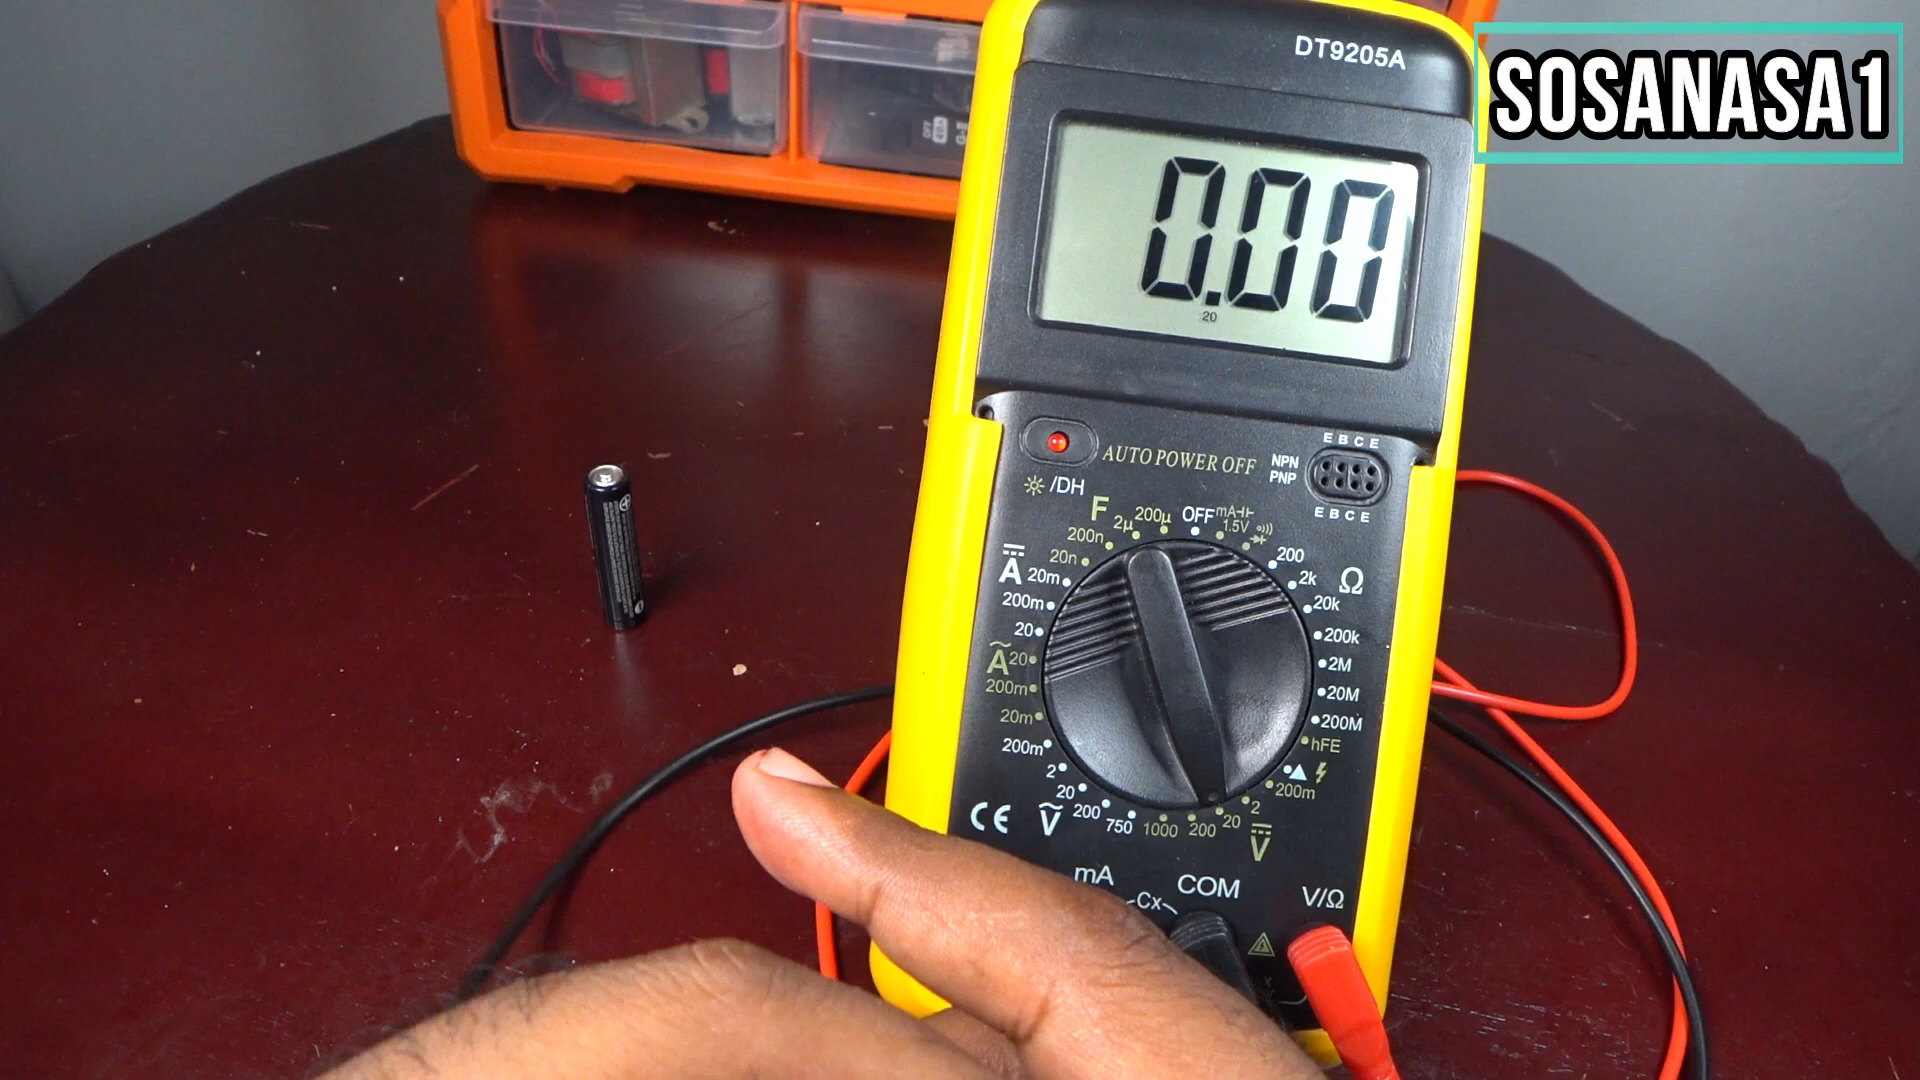 DT9205A
SOSANASA1
0.00
20
OFF
AUTO POWER OFF
/DH
E B C E
NPN
PNP
E B C E
F
2µ
200µ
OFF
mA
1.5V
200n
200
20n
2k
Ω
A
20m
20k
200m
200k
20
2M
A
20
20M
200m
200M
20m
hFE
200m
200m
2
2
20
20
200
750
1000
200
V
V
CE
mA
COM
V/Ω
Cx